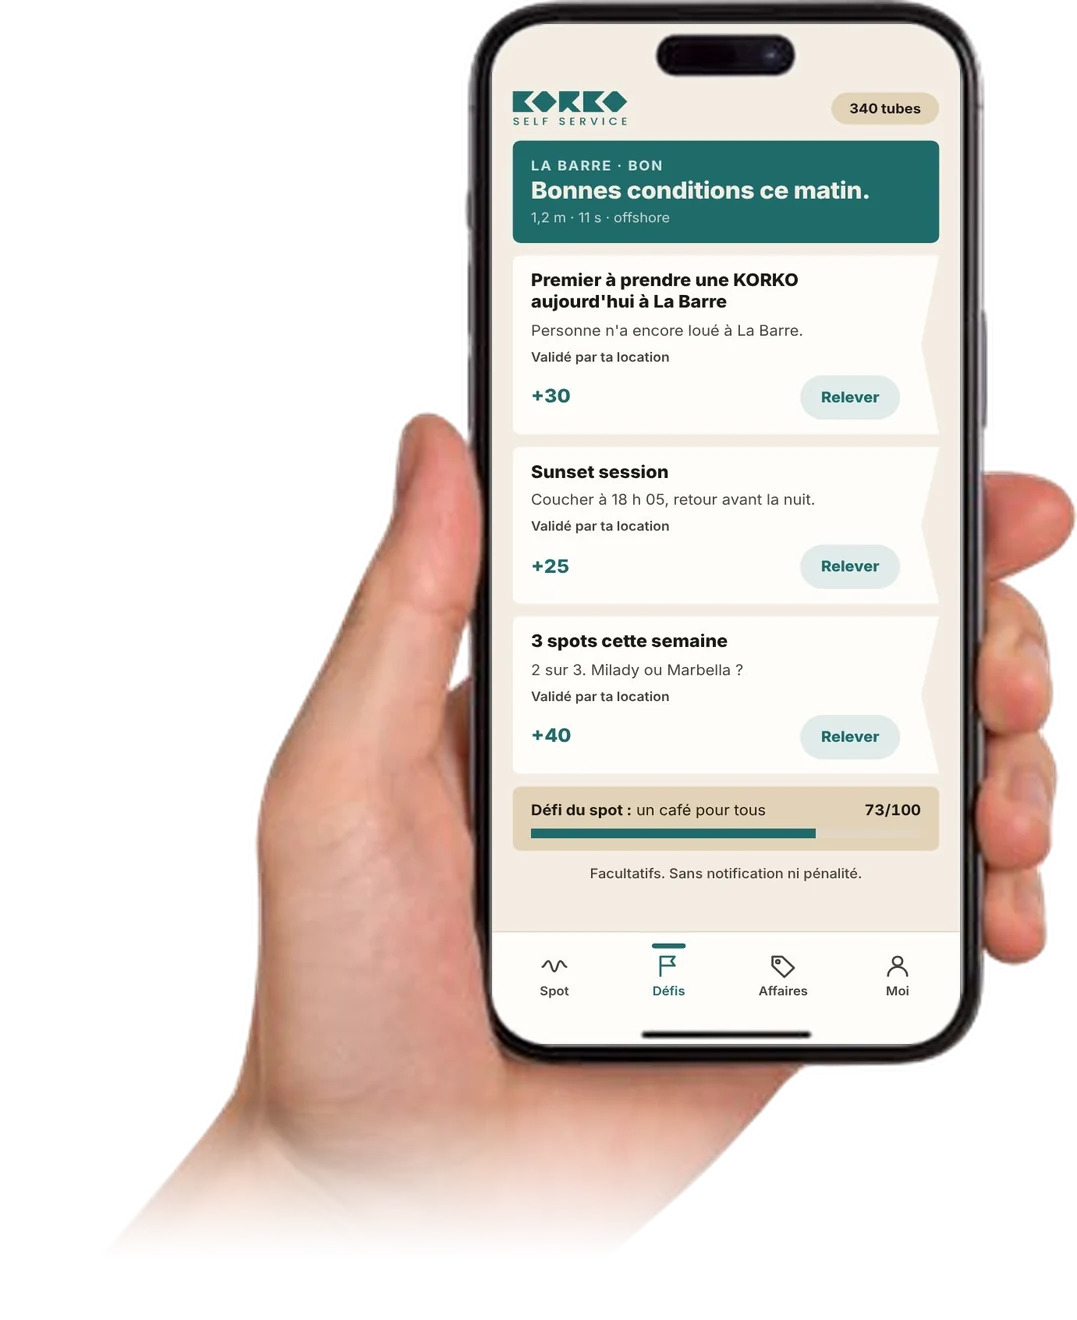 KORKO
SELF SERVICE
340 tubes
LA BARRE · BON
Bonnes conditions ce matin.
1,2 m · 11 s · offshore
Premier à prendre une KORKO
aujourd'hui à La Barre
Personne n'a encore loué à La Barre.
Validé par ta location
+30
Relever
Sunset session
Coucher à 18 h 05, retour avant la nuit.
Validé par ta location
+25
Relever
3 spots cette semaine
2 sur 3. Milady ou Marbella ?
Validé par ta location
+40
Relever
Défi du spot : un café pour tous
73/100
Facultatifs. Sans notification ni pénalité.
Spot
Défis
Affaires
Moi